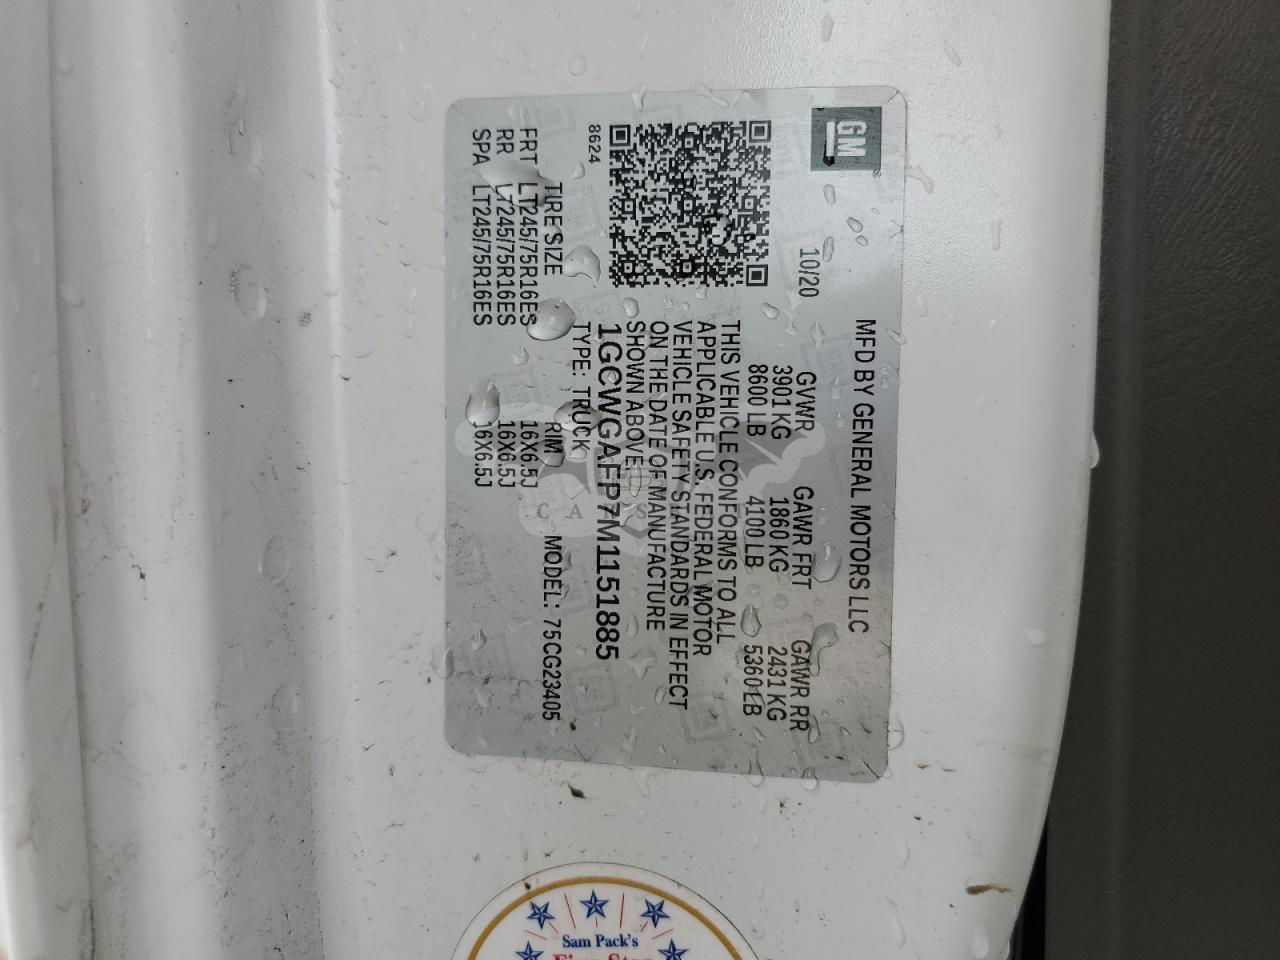 GM
MFD BY GENERAL MOTORS LLC
10/20
GVWR GAWR FRT GAWR RR
3901 KG 1860 KG 2431 KG
8600 LB 4100 LB 5360 LB
THIS VEHICLE CONFORMS TO ALL
APPLICABLE U.S. FEDERAL MOTOR
VEHICLE SAFETY STANDARDS IN EFFECT
ON THE DATE OF MANUFACTURE
SHOWN ABOVE.
8624
1GCWGAFP7M1151885
TYPE: TRUCK
TIRE SIZE RIM MODEL: 75CG23405
FRT LT245/75R16ES 16X6.5J
RR LT245/75R16ES 16X6.5J
SPA LT245/75R16ES 16X6.5J
Sam Pack's
Five Star